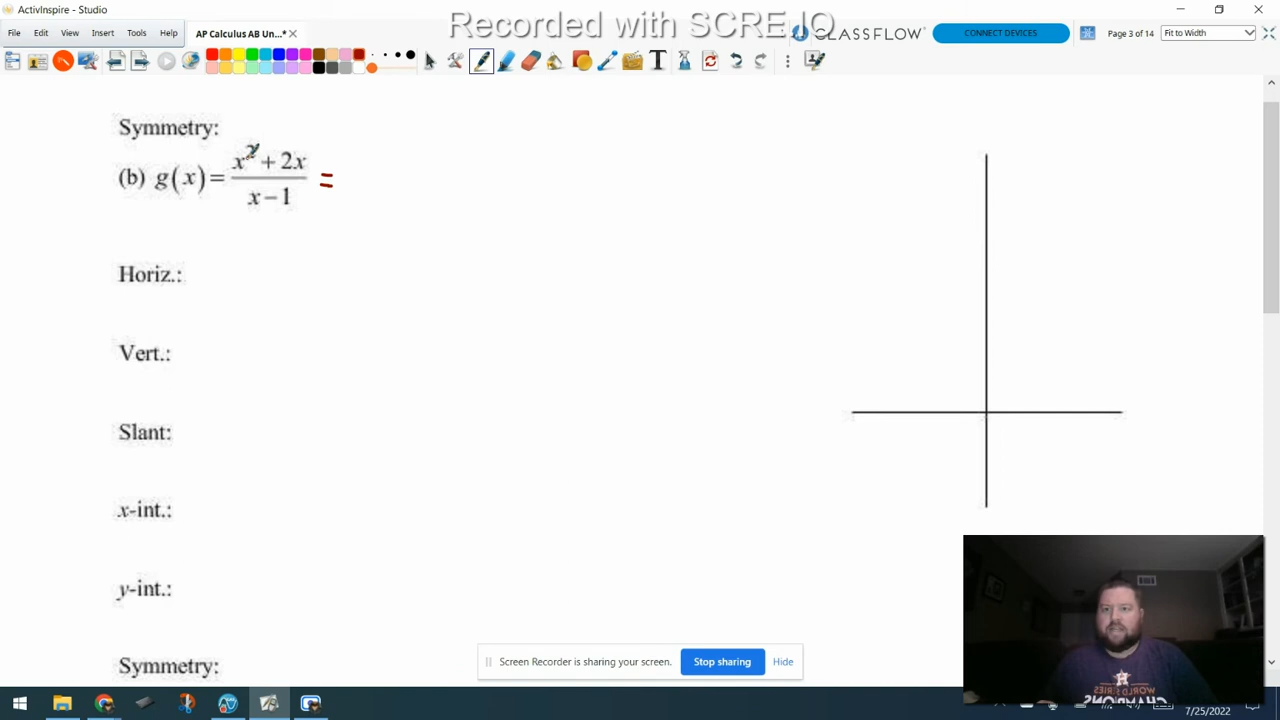 ActivInspire - Studio
Recorded with SCRE.IO
File Edit View Insert Tools Help
AP Calculus AB Un...*
CLASSFLOW
CONNECT DEVICES
Page 3 of 14
Fit to Width
Symmetry:
(b) g(x) = (x² + 2x)/(x − 1) =
Horiz.:
Vert.:
Slant:
x-int.:
y-int.:
Symmetry:
Screen Recorder is sharing your screen. Stop sharing Hide
7/25/2022